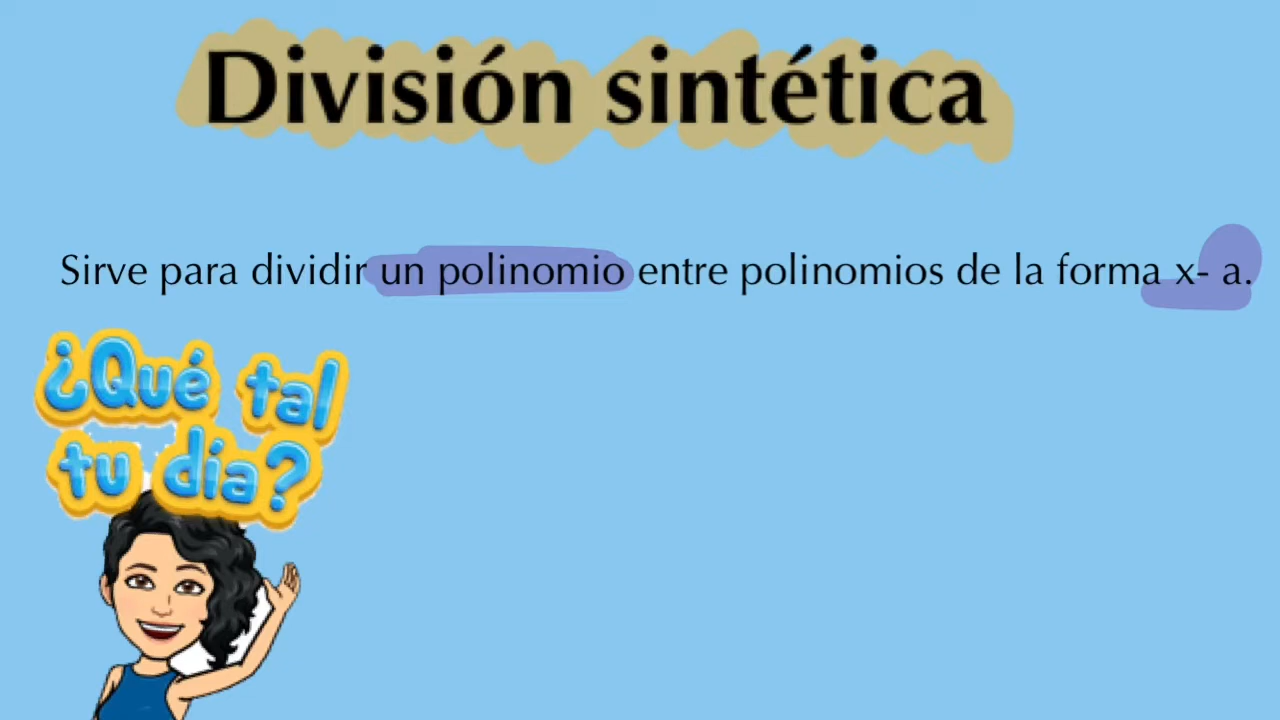 División sintética
Sirve para dividir un polinomio entre polinomios de la forma x- a.
¿Qué tal
tu día?